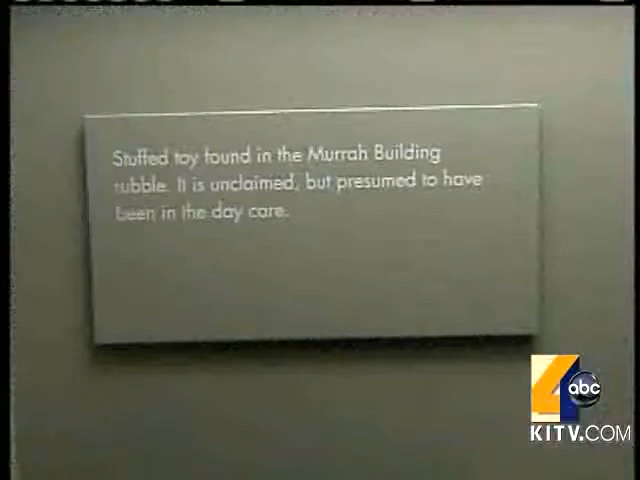 Stuffed toy found in the Murrah Building
rubble. It is unclaimed, but presumed to have
been in the day care.
4
abc
KITV.COM